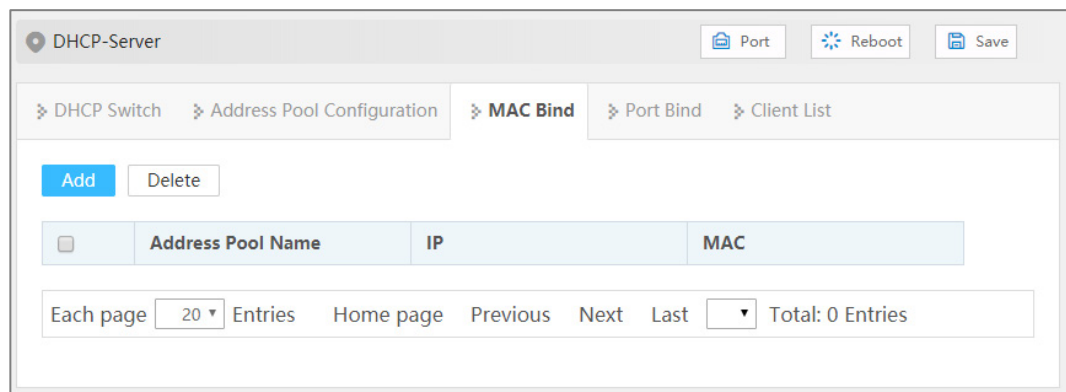 DHCP-Server Port Reboot Save
DHCP Switch Address Pool Configuration MAC Bind Port Bind Client List
Add Delete
Address Pool Name IP MAC
Each page 20 Entries Home page Previous Next Last Total: 0 Entries